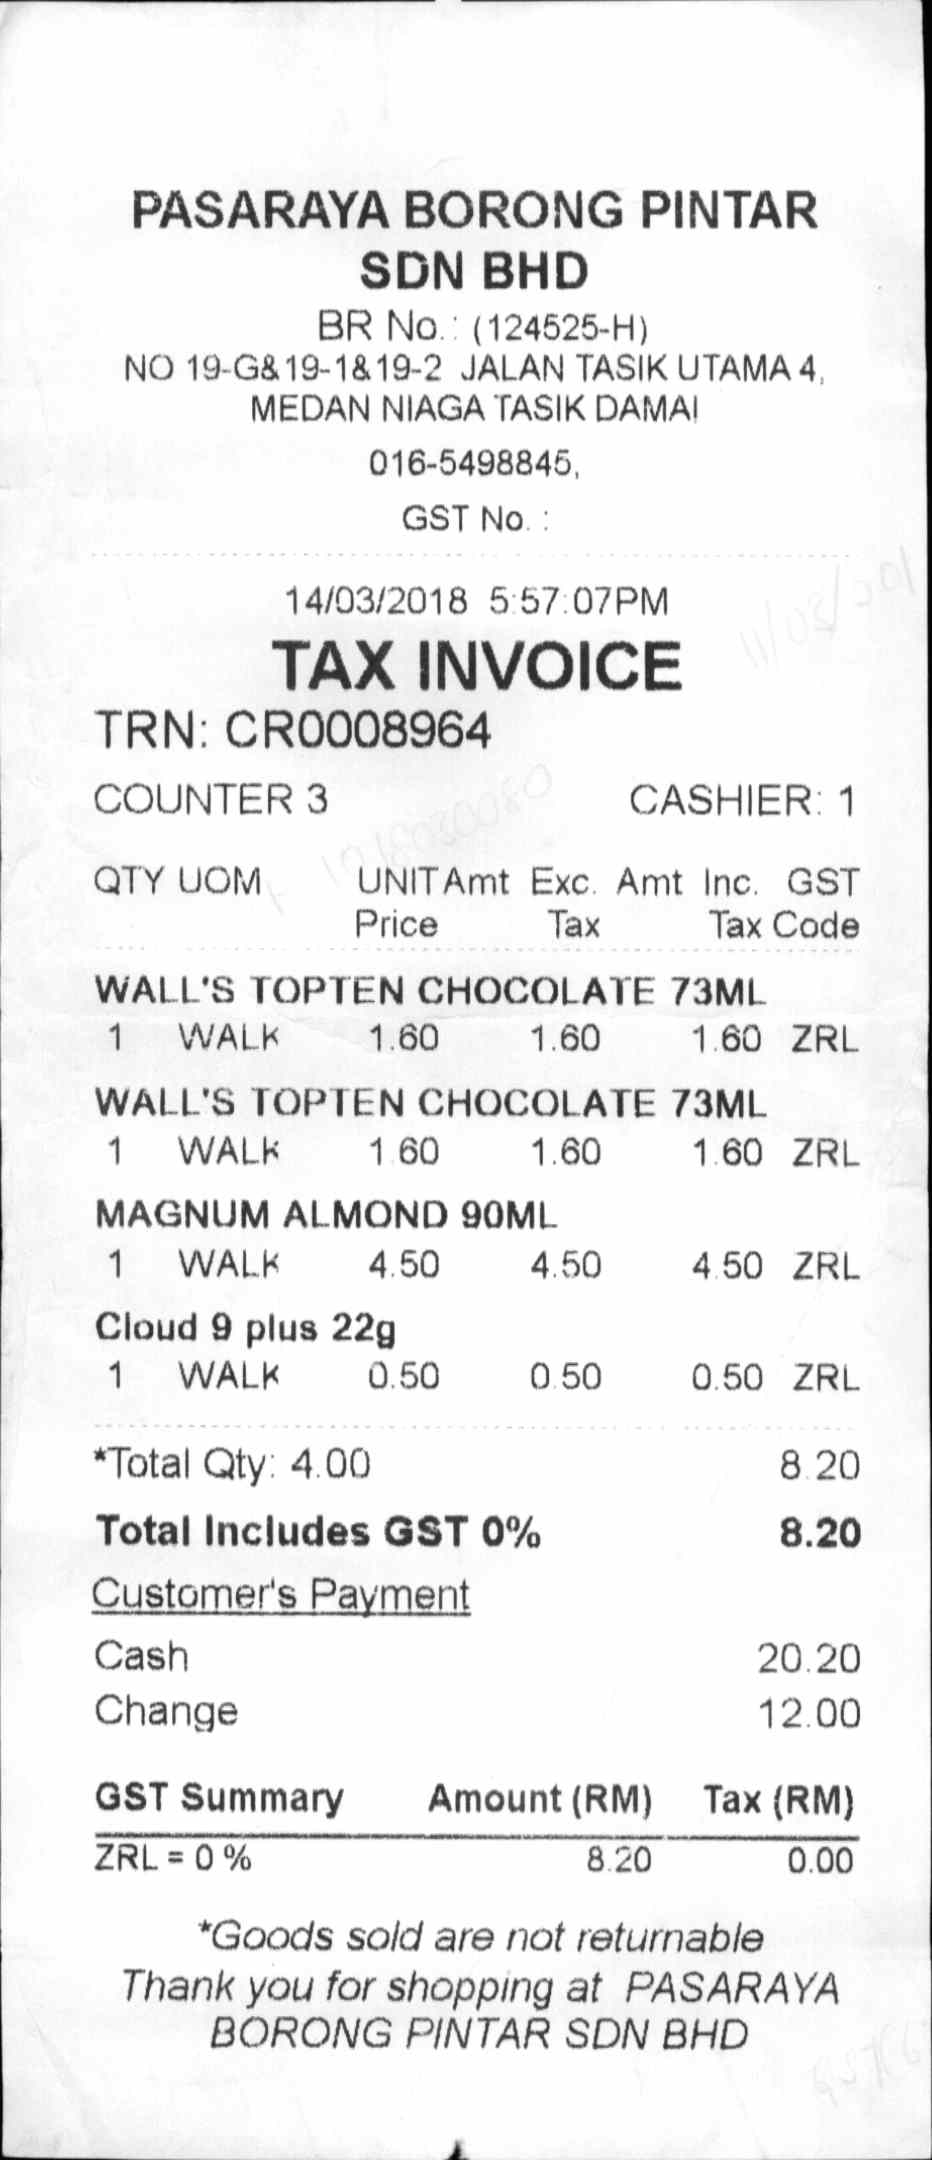 PASARAYA BORONG PINTAR
SDN BHD
BR No.: (124525-H)
NO 19-G&19-1&19-2 JALAN TASIK UTAMA 4,
MEDAN NIAGA TASIK DAMAI
016-5498845,
GST No. :
14/03/2018 5:57:07PM
TAX INVOICE
TRN: CR0008964
COUNTER 3 CASHIER: 1
QTY UOM UNIT Amt Exc. Amt Inc. GST
Price Tax Tax Code
WALL'S TOPTEN CHOCOLATE 73ML
1 WALK 1.60 1.60 1.60 ZRL
WALL'S TOPTEN CHOCOLATE 73ML
1 WALK 1.60 1.60 1.60 ZRL
MAGNUM ALMOND 90ML
1 WALK 4.50 4.50 4.50 ZRL
Cloud 9 plus 22g
1 WALK 0.50 0.50 0.50 ZRL
*Total Qty: 4.00 8.20
Total Includes GST 0% 8.20
Customer's Payment
Cash 20.20
Change 12.00
GST Summary Amount (RM) Tax (RM)
ZRL = 0 % 8.20 0.00
*Goods sold are not returnable
Thank you for shopping at PASARAYA
BORONG PINTAR SDN BHD